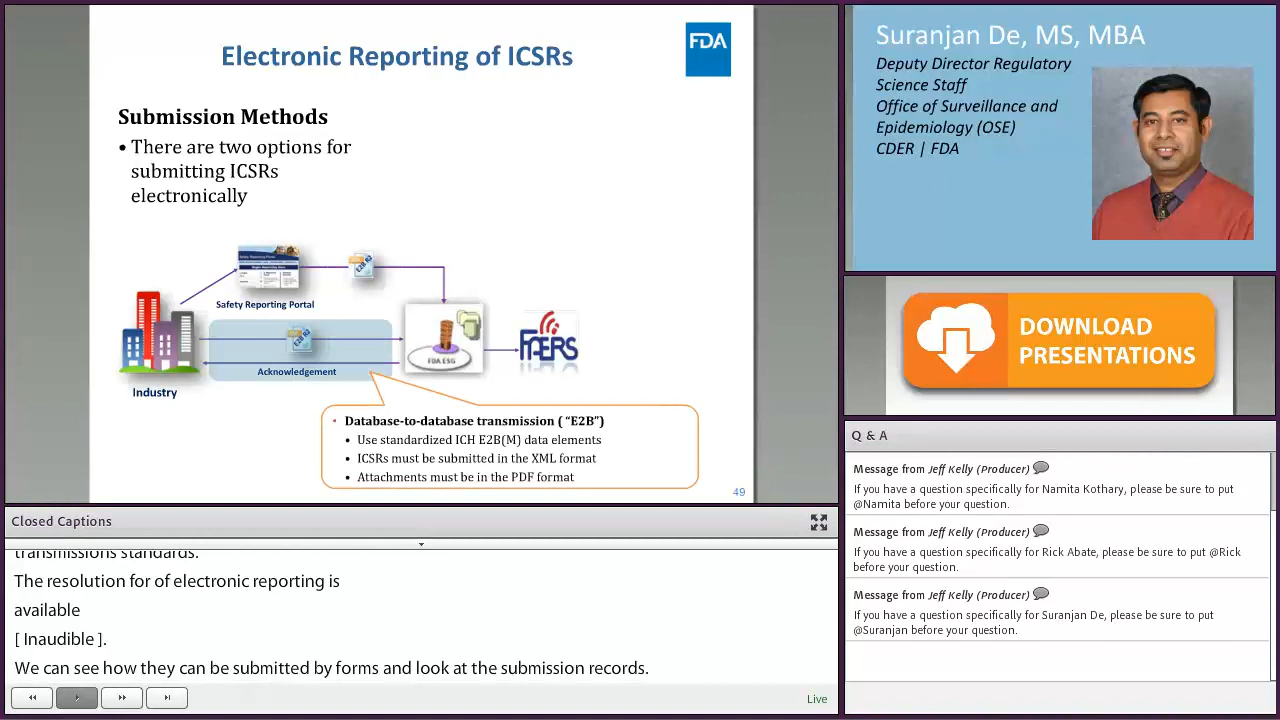 Electronic Reporting of ICSRs
FDA
Submission Methods
• There are two options for
submitting ICSRs
electronically
Safety Reporting Portal
E2B R2
E2B R2
Acknowledgement
Industry
FDA ESG
FAERS
• Database-to-database transmission ( “E2B”)
• Use standardized ICH E2B(M) data elements
• ICSRs must be submitted in the XML format
• Attachments must be in the PDF format
49
Suranjan De, MS, MBA
Deputy Director Regulatory
Science Staff
Office of Surveillance and
Epidemiology (OSE)
CDER | FDA
DOWNLOAD
PRESENTATIONS
Q & A
Message from Jeff Kelly (Producer)
If you have a question specifically for Namita Kothary, please be sure to put
@Namita before your question.
Message from Jeff Kelly (Producer)
If you have a question specifically for Rick Abate, please be sure to put @Rick
before your question.
Message from Jeff Kelly (Producer)
If you have a question specifically for Suranjan De, please be sure to put
@Suranjan before your question.
Closed Captions
transmissions standards.
The resolution for of electronic reporting is
available
[ Inaudible ].
We can see how they can be submitted by forms and look at the submission records.
Live